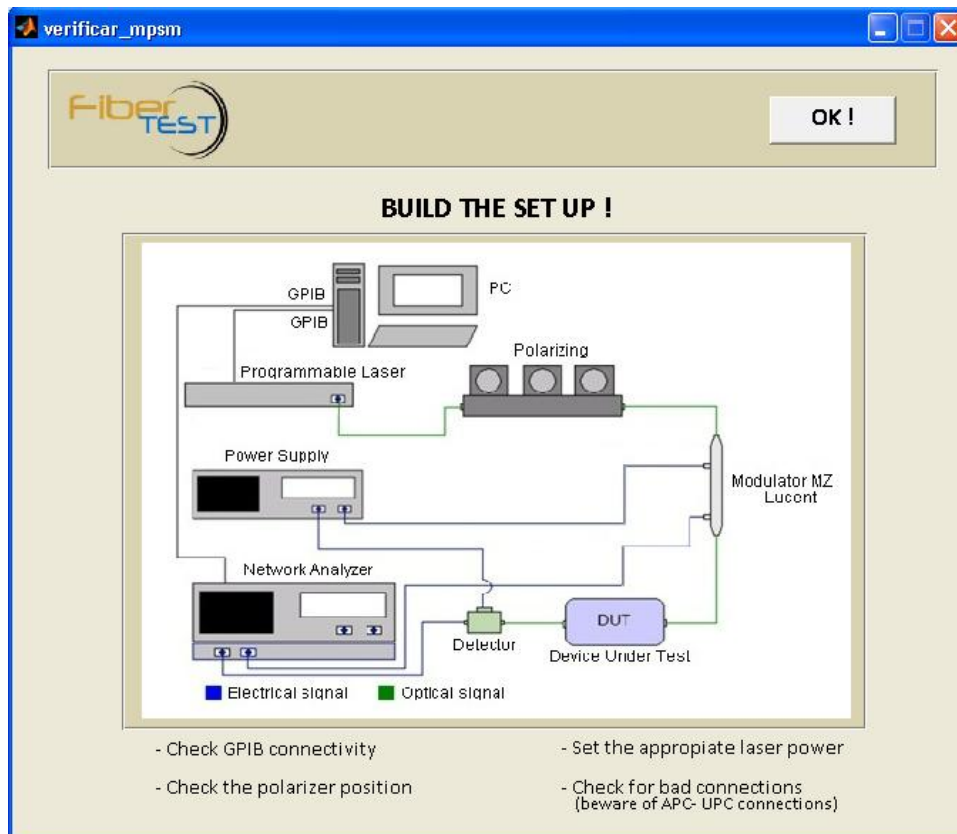 verificar_mpsm
Fiber
TEST
OK !
BUILD THE SET UP !
GPIB
PC
GPIB
Polarizing
Programmable Laser
Power Supply
Modulator MZ
Lucent
Network Analyzer
DUT
Detector
Device Under Test
Electrical signal
Optical signal
- Check GPIB connectivity
- Set the appropiate laser power
- Check the polarizer position
- Check for bad connections
(beware of APC- UPC connections)